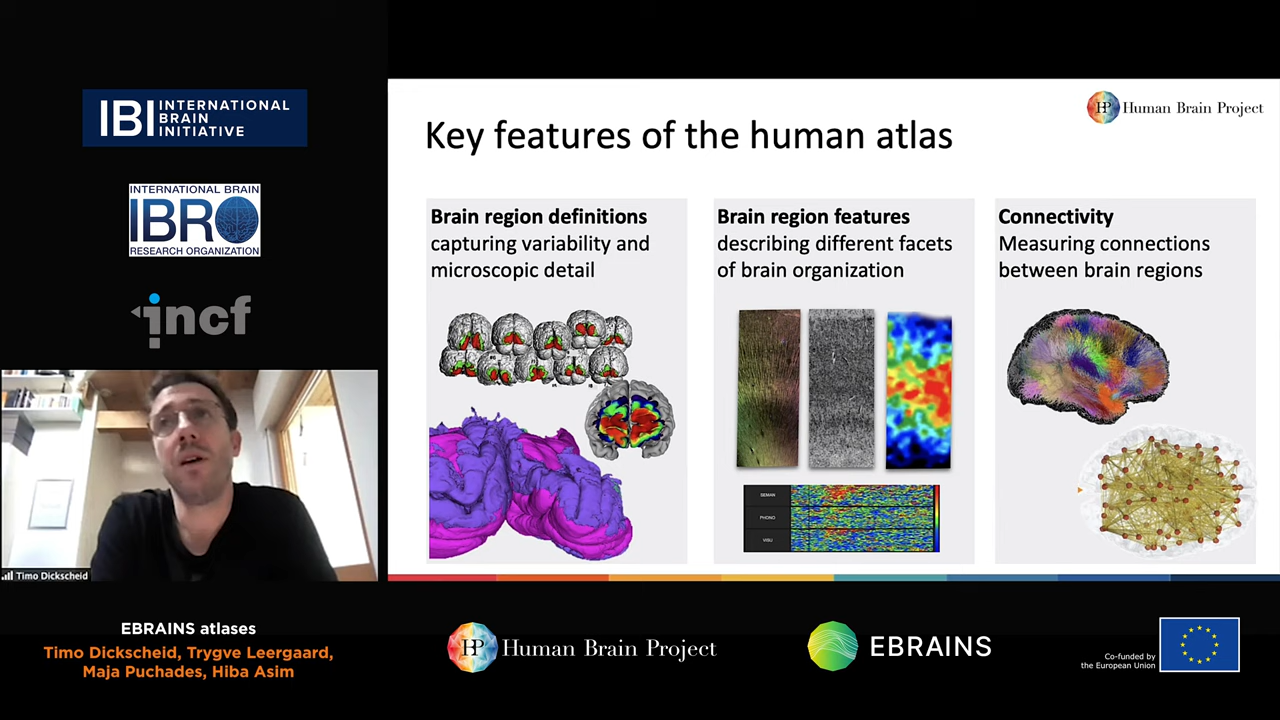 IBI INTERNATIONAL
BRAIN
INITIATIVE
INTERNATIONAL BRAIN
IBRO
RESEARCH ORGANIZATION
incf
Timo Dickscheid
EBRAINS atlases
Timo Dickscheid, Trygve Leergaard,
Maja Puchades, Hiba Asim
HBP Human Brain Project
Key features of the human atlas
Brain region definitions
capturing variability and
microscopic detail
Brain region features
describing different facets
of brain organization
SEMAN
PHONO
VISU
Connectivity
Measuring connections
between brain regions
HBP Human Brain Project
EBRAINS
Co-funded by
the European Union